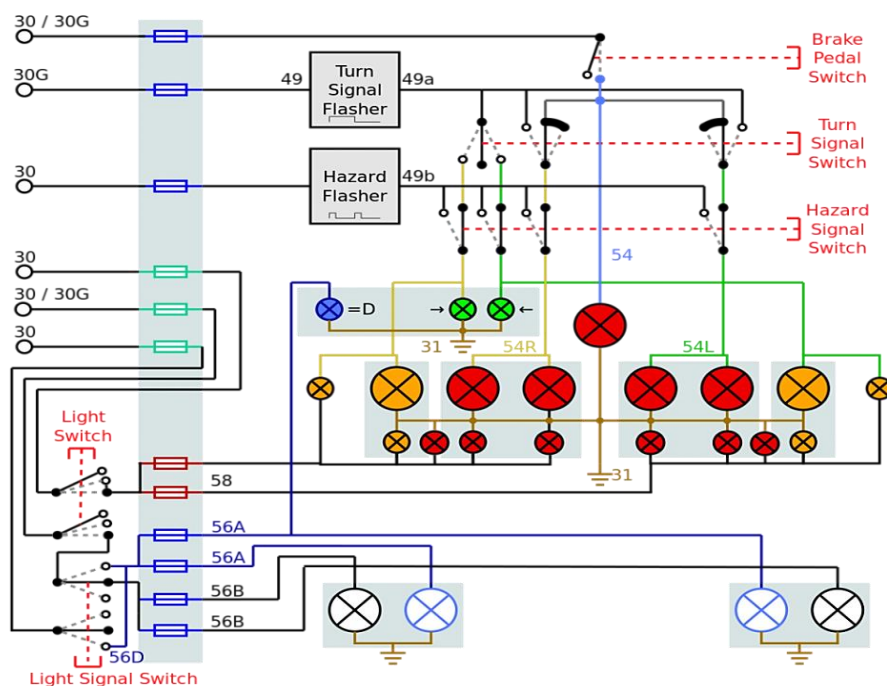 30 / 30G
Brake
Pedal
Switch
30G
49
Turn
Signal
Flasher
49a
Turn
Signal
Switch
30
Hazard
Flasher
49b
Hazard
Signal
Switch
54
30
30 / 30G
=D
→
←
30
31
54R
54L
Light
Switch
58
31
56A
56A
56B
56B
56D
Light Signal Switch